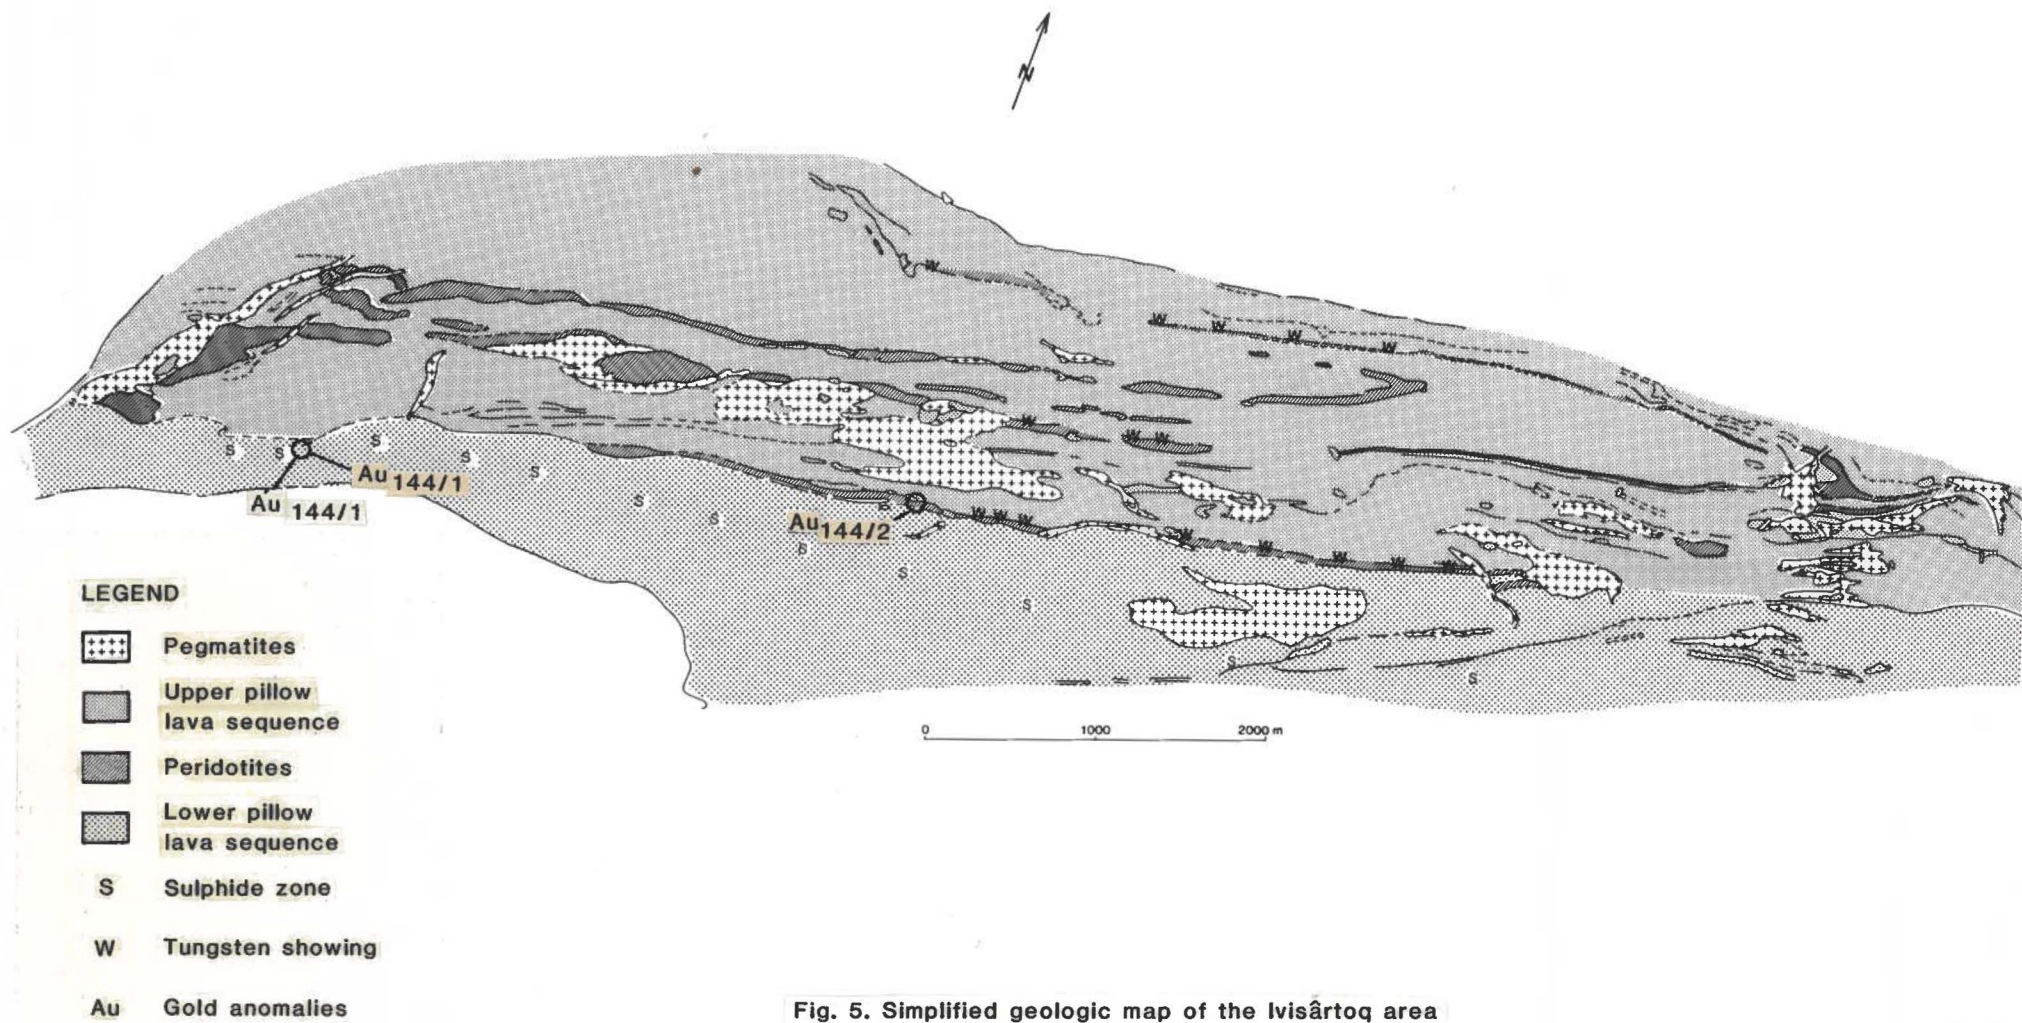 N
W
W
W
W
W
W
W W
S
S
S
S
S
S
S
S
S
S
S
S
S
Au 144/1
Au 144/1
Au 144/2
W W W
W
W
W
W
W
LEGEND
Pegmatites
Upper pillow
lava sequence
Peridotites
Lower pillow
lava sequence
S Sulphide zone
W Tungsten showing
Au Gold anomalies
0 1000 2000 m
Fig. 5. Simplified geologic map of the Ivisârtoq area